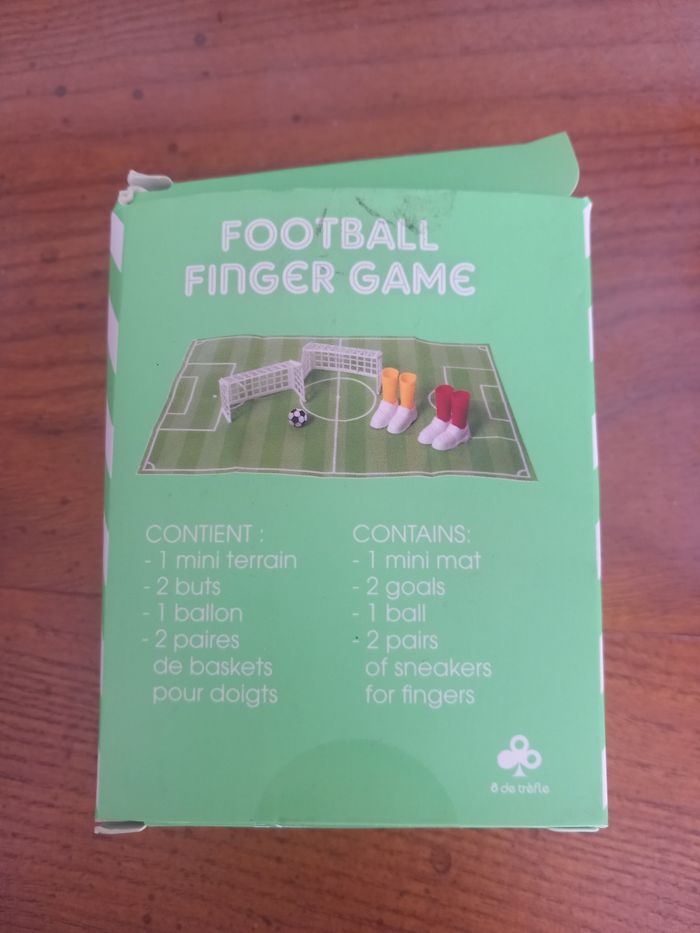 FOOTBALL
FINGER GAME
CONTIENT :
- 1 mini terrain
- 2 buts
- 1 ballon
- 2 paires
de baskets
pour doigts
CONTAINS:
- 1 mini mat
- 2 goals
- 1 ball
- 2 pairs
of sneakers
for fingers
8 de trèfle